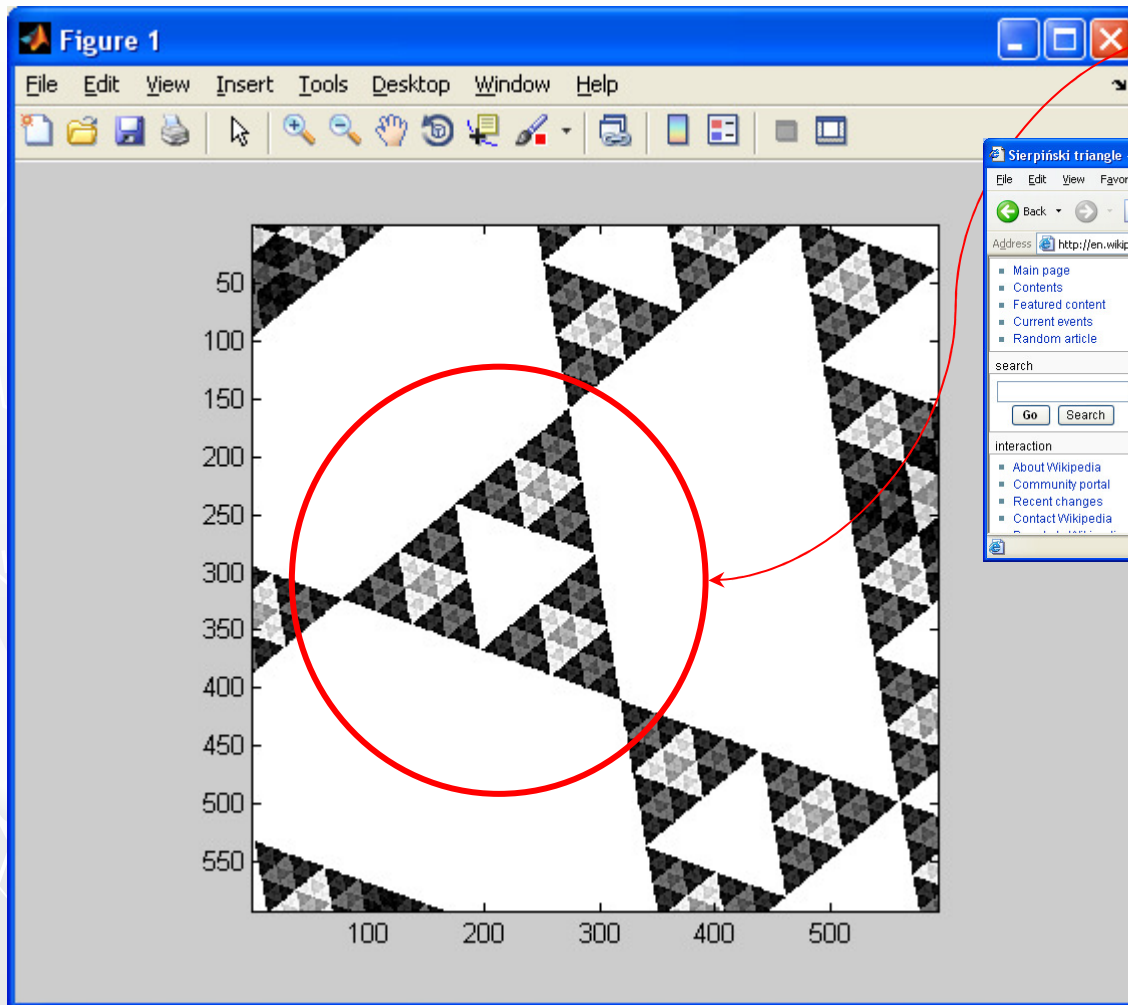 Figure 1
File Edit View Insert Tools Desktop Window Help
50
100
150
200
250
300
350
400
450
500
550
100 200 300 400 500
Sierpiński triangle -
File Edit View Favor
Back
Address http://en.wikip
Main page
Contents
Featured content
Current events
Random article
search
Go Search
interaction
About Wikipedia
Community portal
Recent changes
Contact Wikipedia